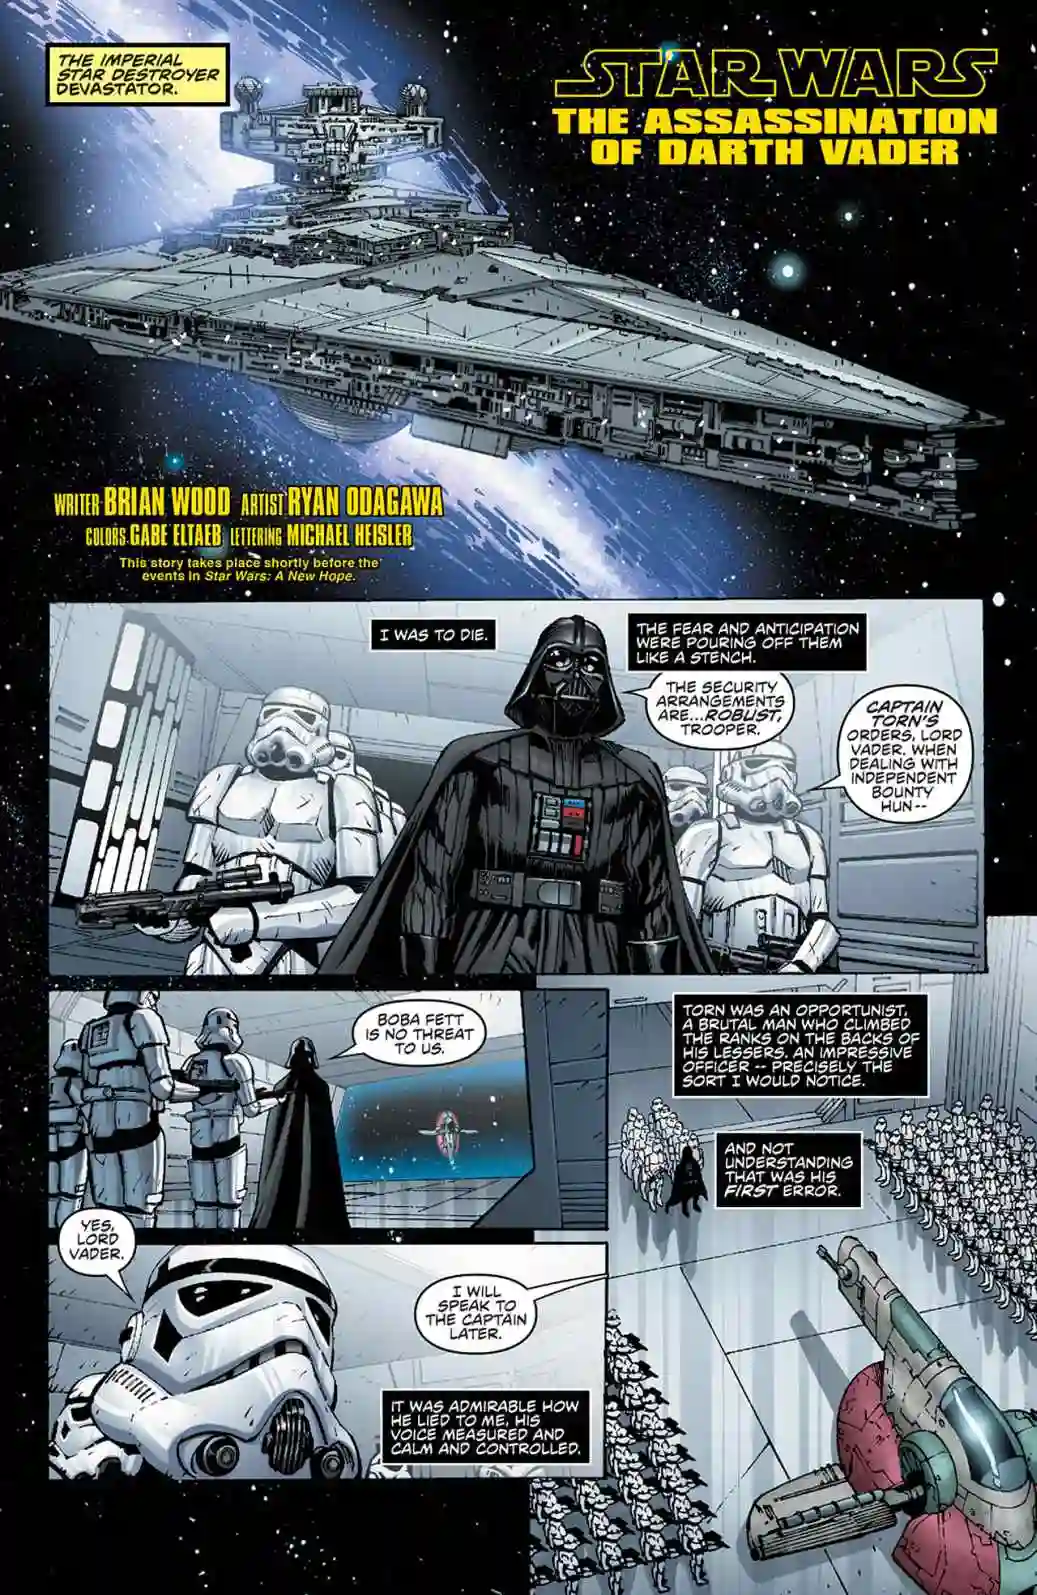 THE IMPERIAL
STAR DESTROYER
DEVASTATOR.
STAR WARS
THE ASSASSINATION
OF DARTH VADER
WRITER BRIAN WOOD ARTIST RYAN ODAGAWA
COLORS GABE ELTAEB LETTERING MICHAEL HEISLER
This story takes place shortly before the
events in Star Wars: A New Hope.
I WAS TO DIE.
THE FEAR AND ANTICIPATION
WERE POURING OFF THEM
LIKE A STENCH.
THE SECURITY
ARRANGEMENTS
ARE...ROBUST,
TROOPER.
CAPTAIN
TORN'S
ORDERS, LORD
VADER. WHEN
DEALING WITH
INDEPENDENT
BOUNTY
HUN--
BOBA FETT
IS NO THREAT
TO US.
TORN WAS AN OPPORTUNIST,
A BRUTAL MAN WHO CLIMBED
THE RANKS ON THE BACKS OF
HIS LESSERS. AN IMPRESSIVE
OFFICER -- PRECISELY THE
SORT I WOULD NOTICE.
AND NOT
UNDERSTANDING
THAT WAS HIS
FIRST ERROR.
YES,
LORD
VADER.
I WILL
SPEAK TO
THE CAPTAIN
LATER.
IT WAS ADMIRABLE HOW
HE LIED TO ME, HIS
VOICE MEASURED AND
CALM AND CONTROLLED.